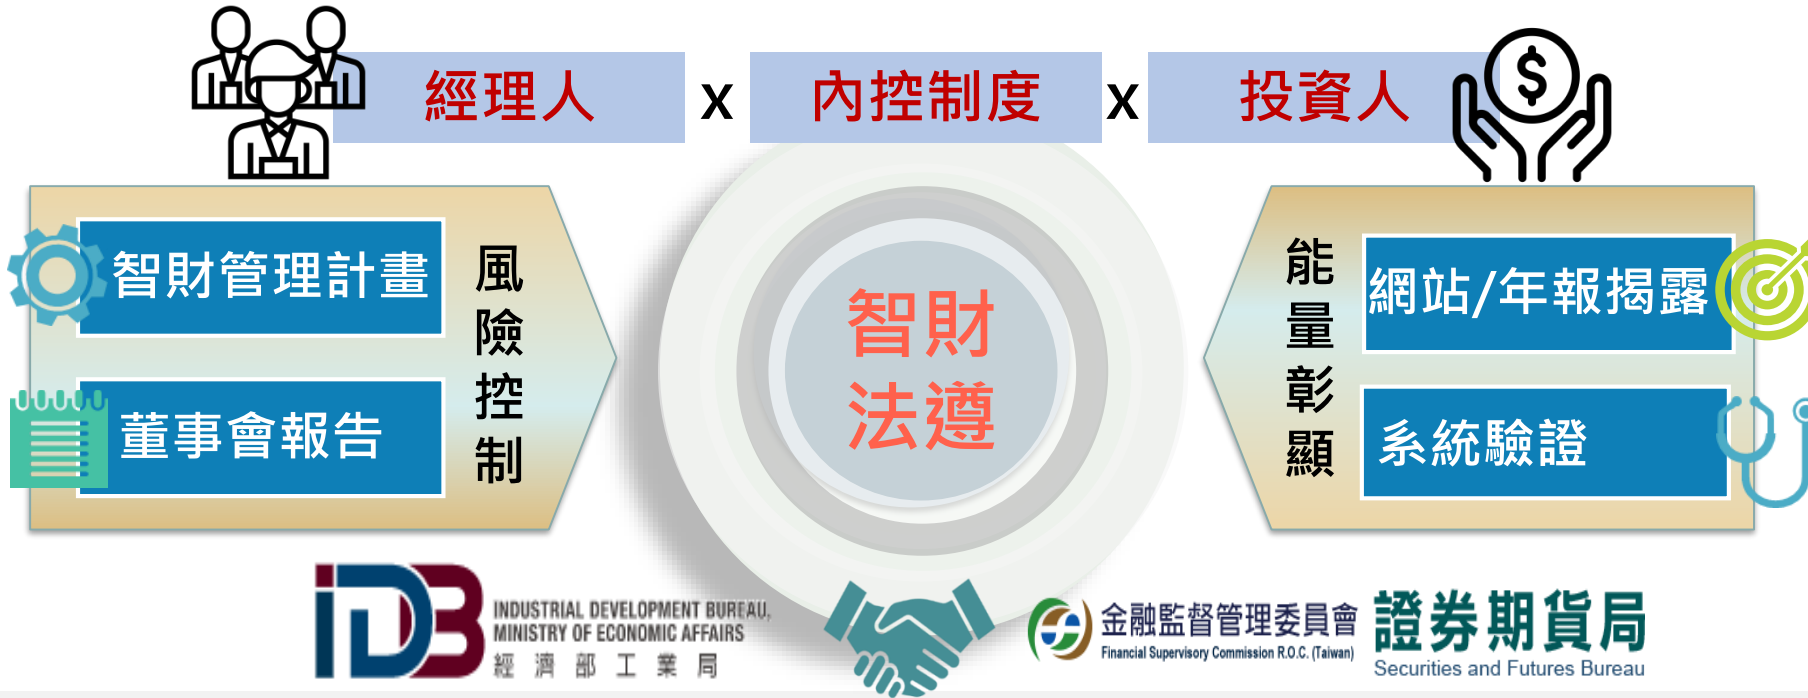 經理人 x 內控制度 x 投資人
智財管理計畫
董事會報告
風險控制
智財
法遵
能量彰顯
網站/年報揭露
系統驗證
iDB
INDUSTRIAL DEVELOPMENT BUREAU,
MINISTRY OF ECONOMIC AFFAIRS
經濟部工業局
金融監督管理委員會
Financial Supervisory Commission R.O.C. (Taiwan)
證券期貨局
Securities and Futures Bureau
$